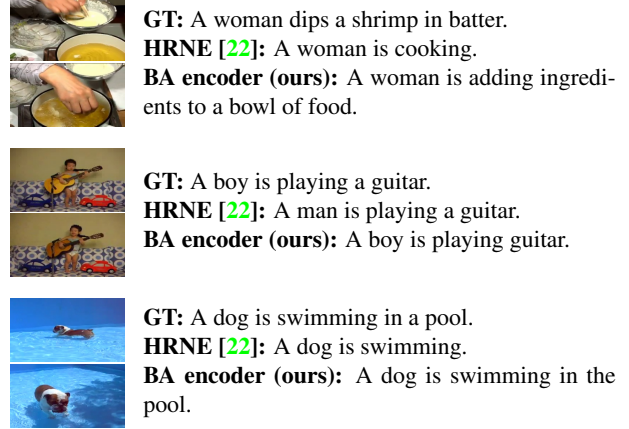 GT: A woman dips a shrimp in batter.
HRNE [22]: A woman is cooking.
BA encoder (ours): A woman is adding ingredi-
ents to a bowl of food.
GT: A boy is playing a guitar.
HRNE [22]: A man is playing a guitar.
BA encoder (ours): A boy is playing guitar.
GT: A dog is swimming in a pool.
HRNE [22]: A dog is swimming.
BA encoder (ours): A dog is swimming in the
pool.